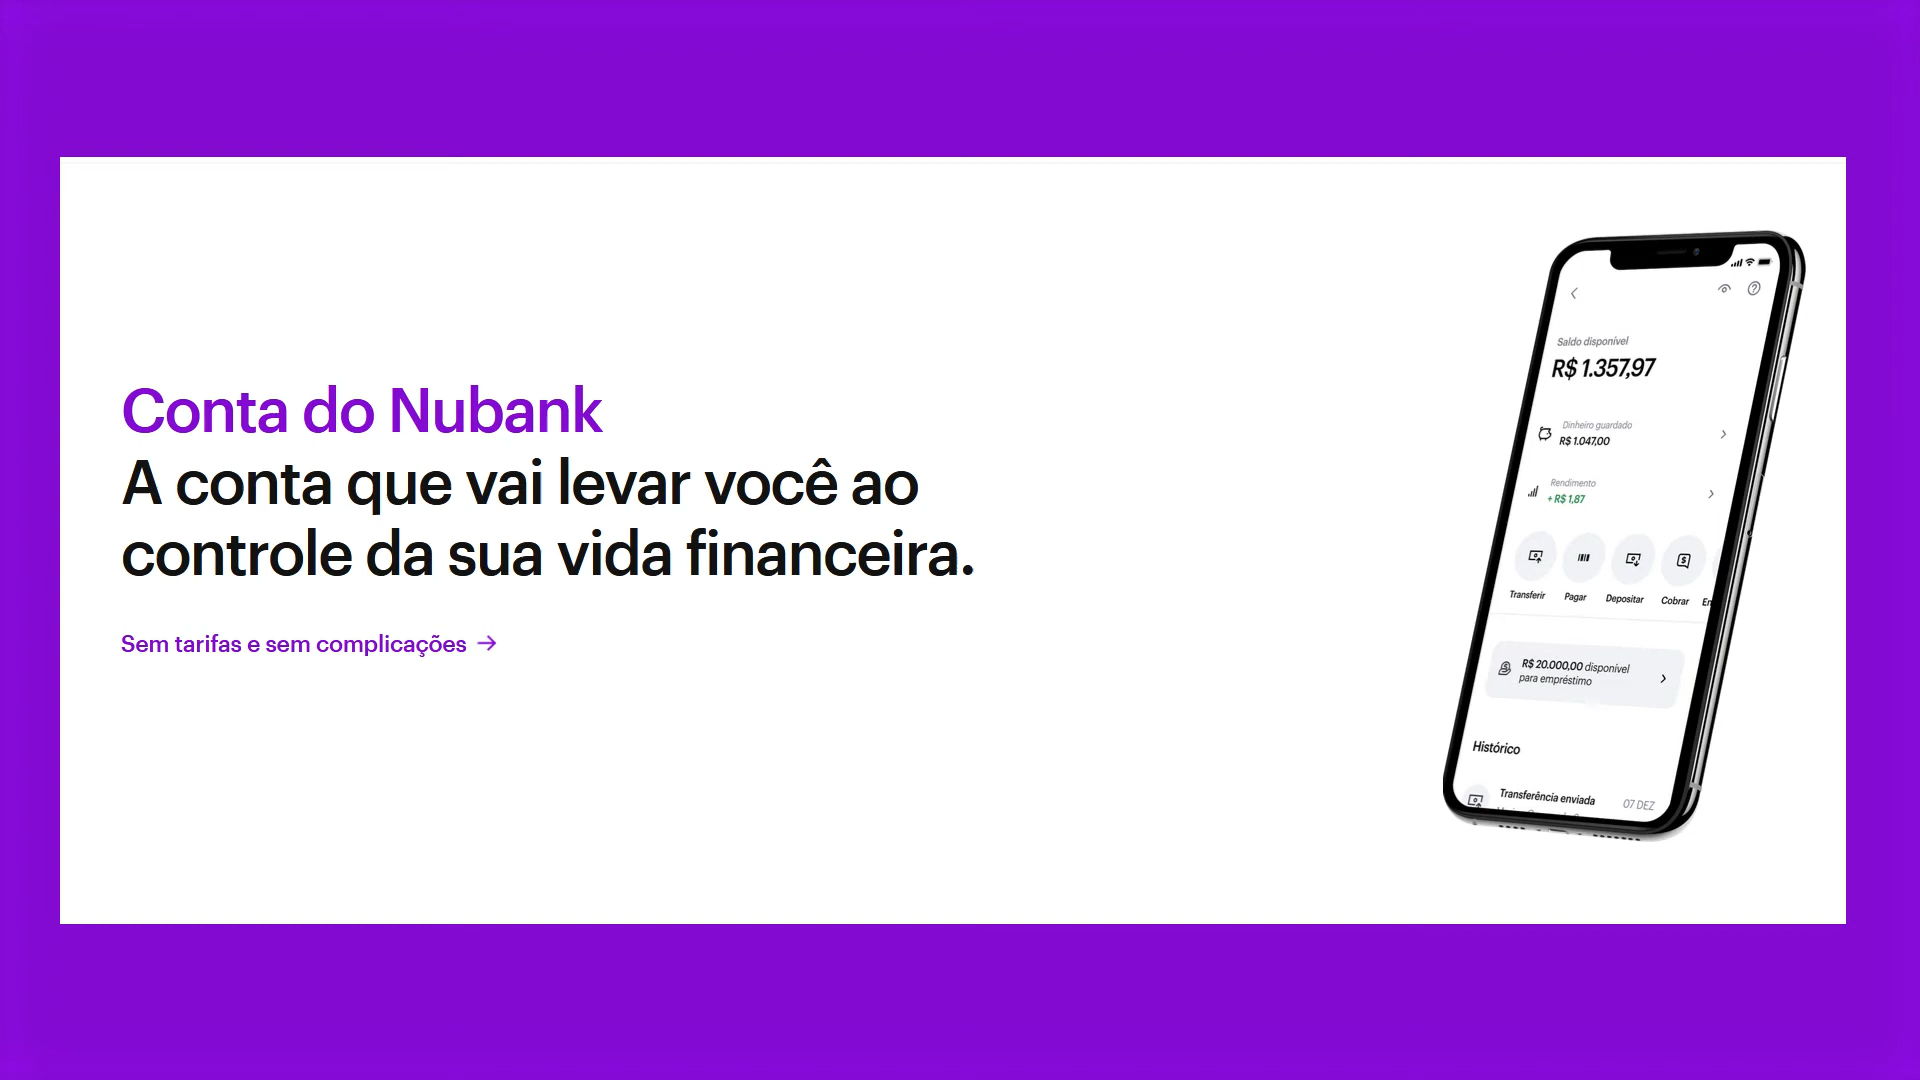 Conta do Nubank
A conta que vai levar você ao
controle da sua vida financeira.
Sem tarifas e sem complicações →
Saldo disponível
R$ 1.357,97
Dinheiro guardado
R$ 1.047,00
Rendimento
+ R$ 1,87
Transferir Pagar Depositar Cobrar
R$ 20.000,00 disponível
para empréstimo
Histórico
Transferência enviada 07 DEZ